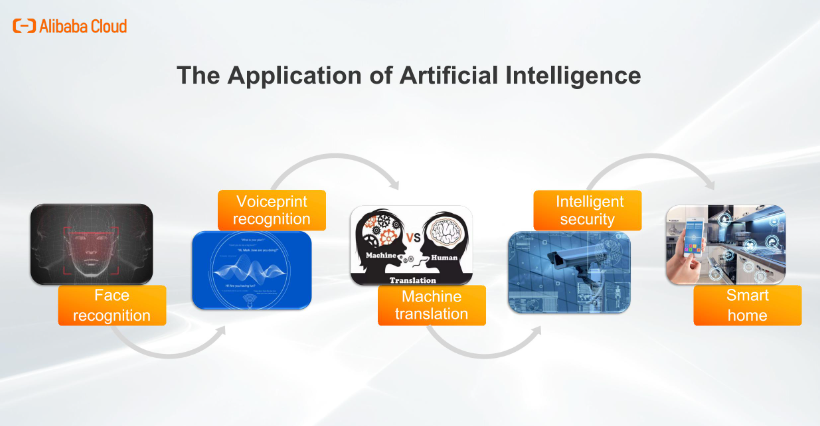 Alibaba Cloud
The Application of Artificial Intelligence
Face
recognition
Voiceprint
recognition
VS
Machine
Human
Translation
Machine
translation
Intelligent
security
Smart
home